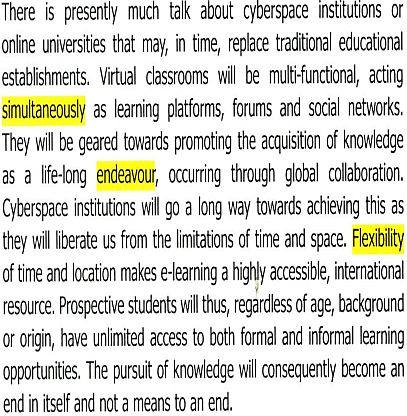 There is presently much talk about cyberspace institutions or
online universities that may, in time, replace traditional educational
establishments. Virtual classrooms will be multi-functional, acting
simultaneously as learning platforms, forums and social networks.
They will be geared towards promoting the acquisition of knowledge
as a life-long endeavour, occurring through global collaboration.
Cyberspace institutions will go a long way towards achieving this as
they will liberate us from the limitations of time and space. Flexibility
of time and location makes e-learning a highly accessible, international
resource. Prospective students will thus, regardless of age, background
or origin, have unlimited access to both formal and informal learning
opportunities. The pursuit of knowledge will consequently become an
end in itself and not a means to an end.